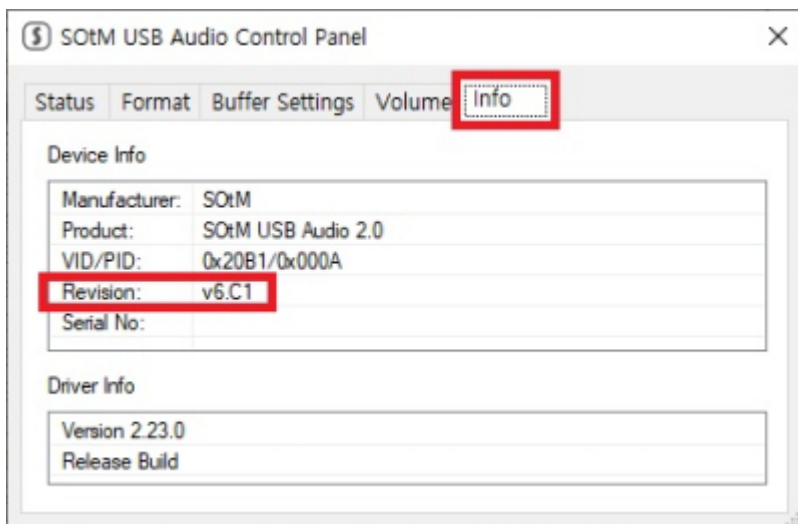 SOtM USB Audio Control Panel
Status Format Buffer Settings Volume Info
Device Info
Manufacturer: SOtM
Product: SOtM USB Audio 2.0
VID/PID: 0x20B1/0x000A
Revision: v6.C1
Serial No:
Driver Info
Version 2.23.0
Release Build